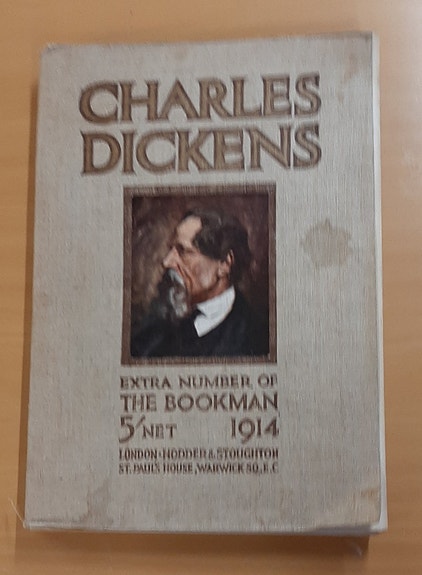 CHARLES
DICKENS
EXTRA NUMBER OF
THE BOOKMAN
5/ NET 1914
LONDON·HODDER & STOUGHTON
ST. PAUL'S HOUSE, WARWICK SQ., E.C